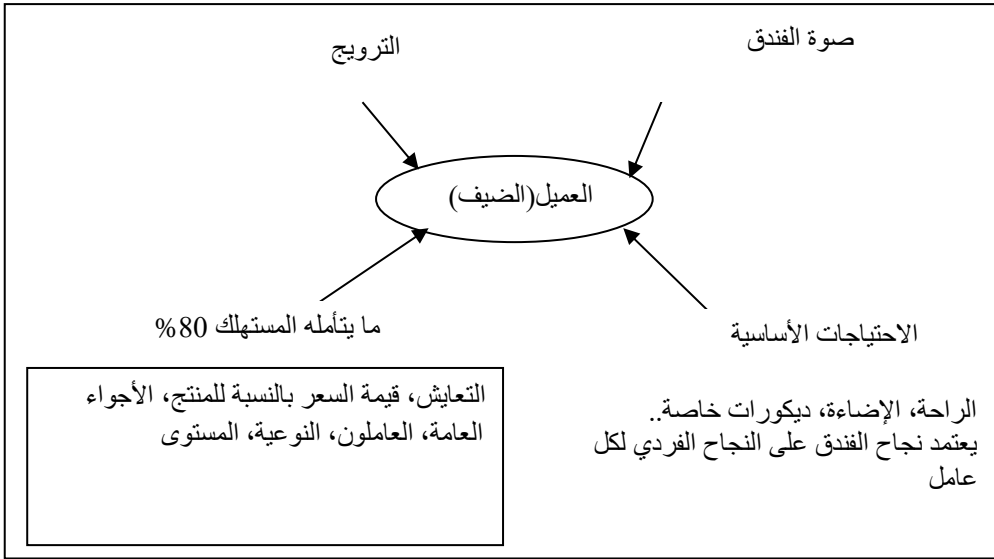 صوة الفندق
الترويج
العميل(الضيف)
الاحتياجات الأساسية
ما يتأمله المستهلك 80%
الراحة، الإضاءة، ديكورات خاصة..
يعتمد نجاح الفندق على النجاح الفردي لكل
عامل
التعايش، قيمة السعر بالنسبة للمنتج، الأجواء
العامة، العاملون، النوعية، المستوى